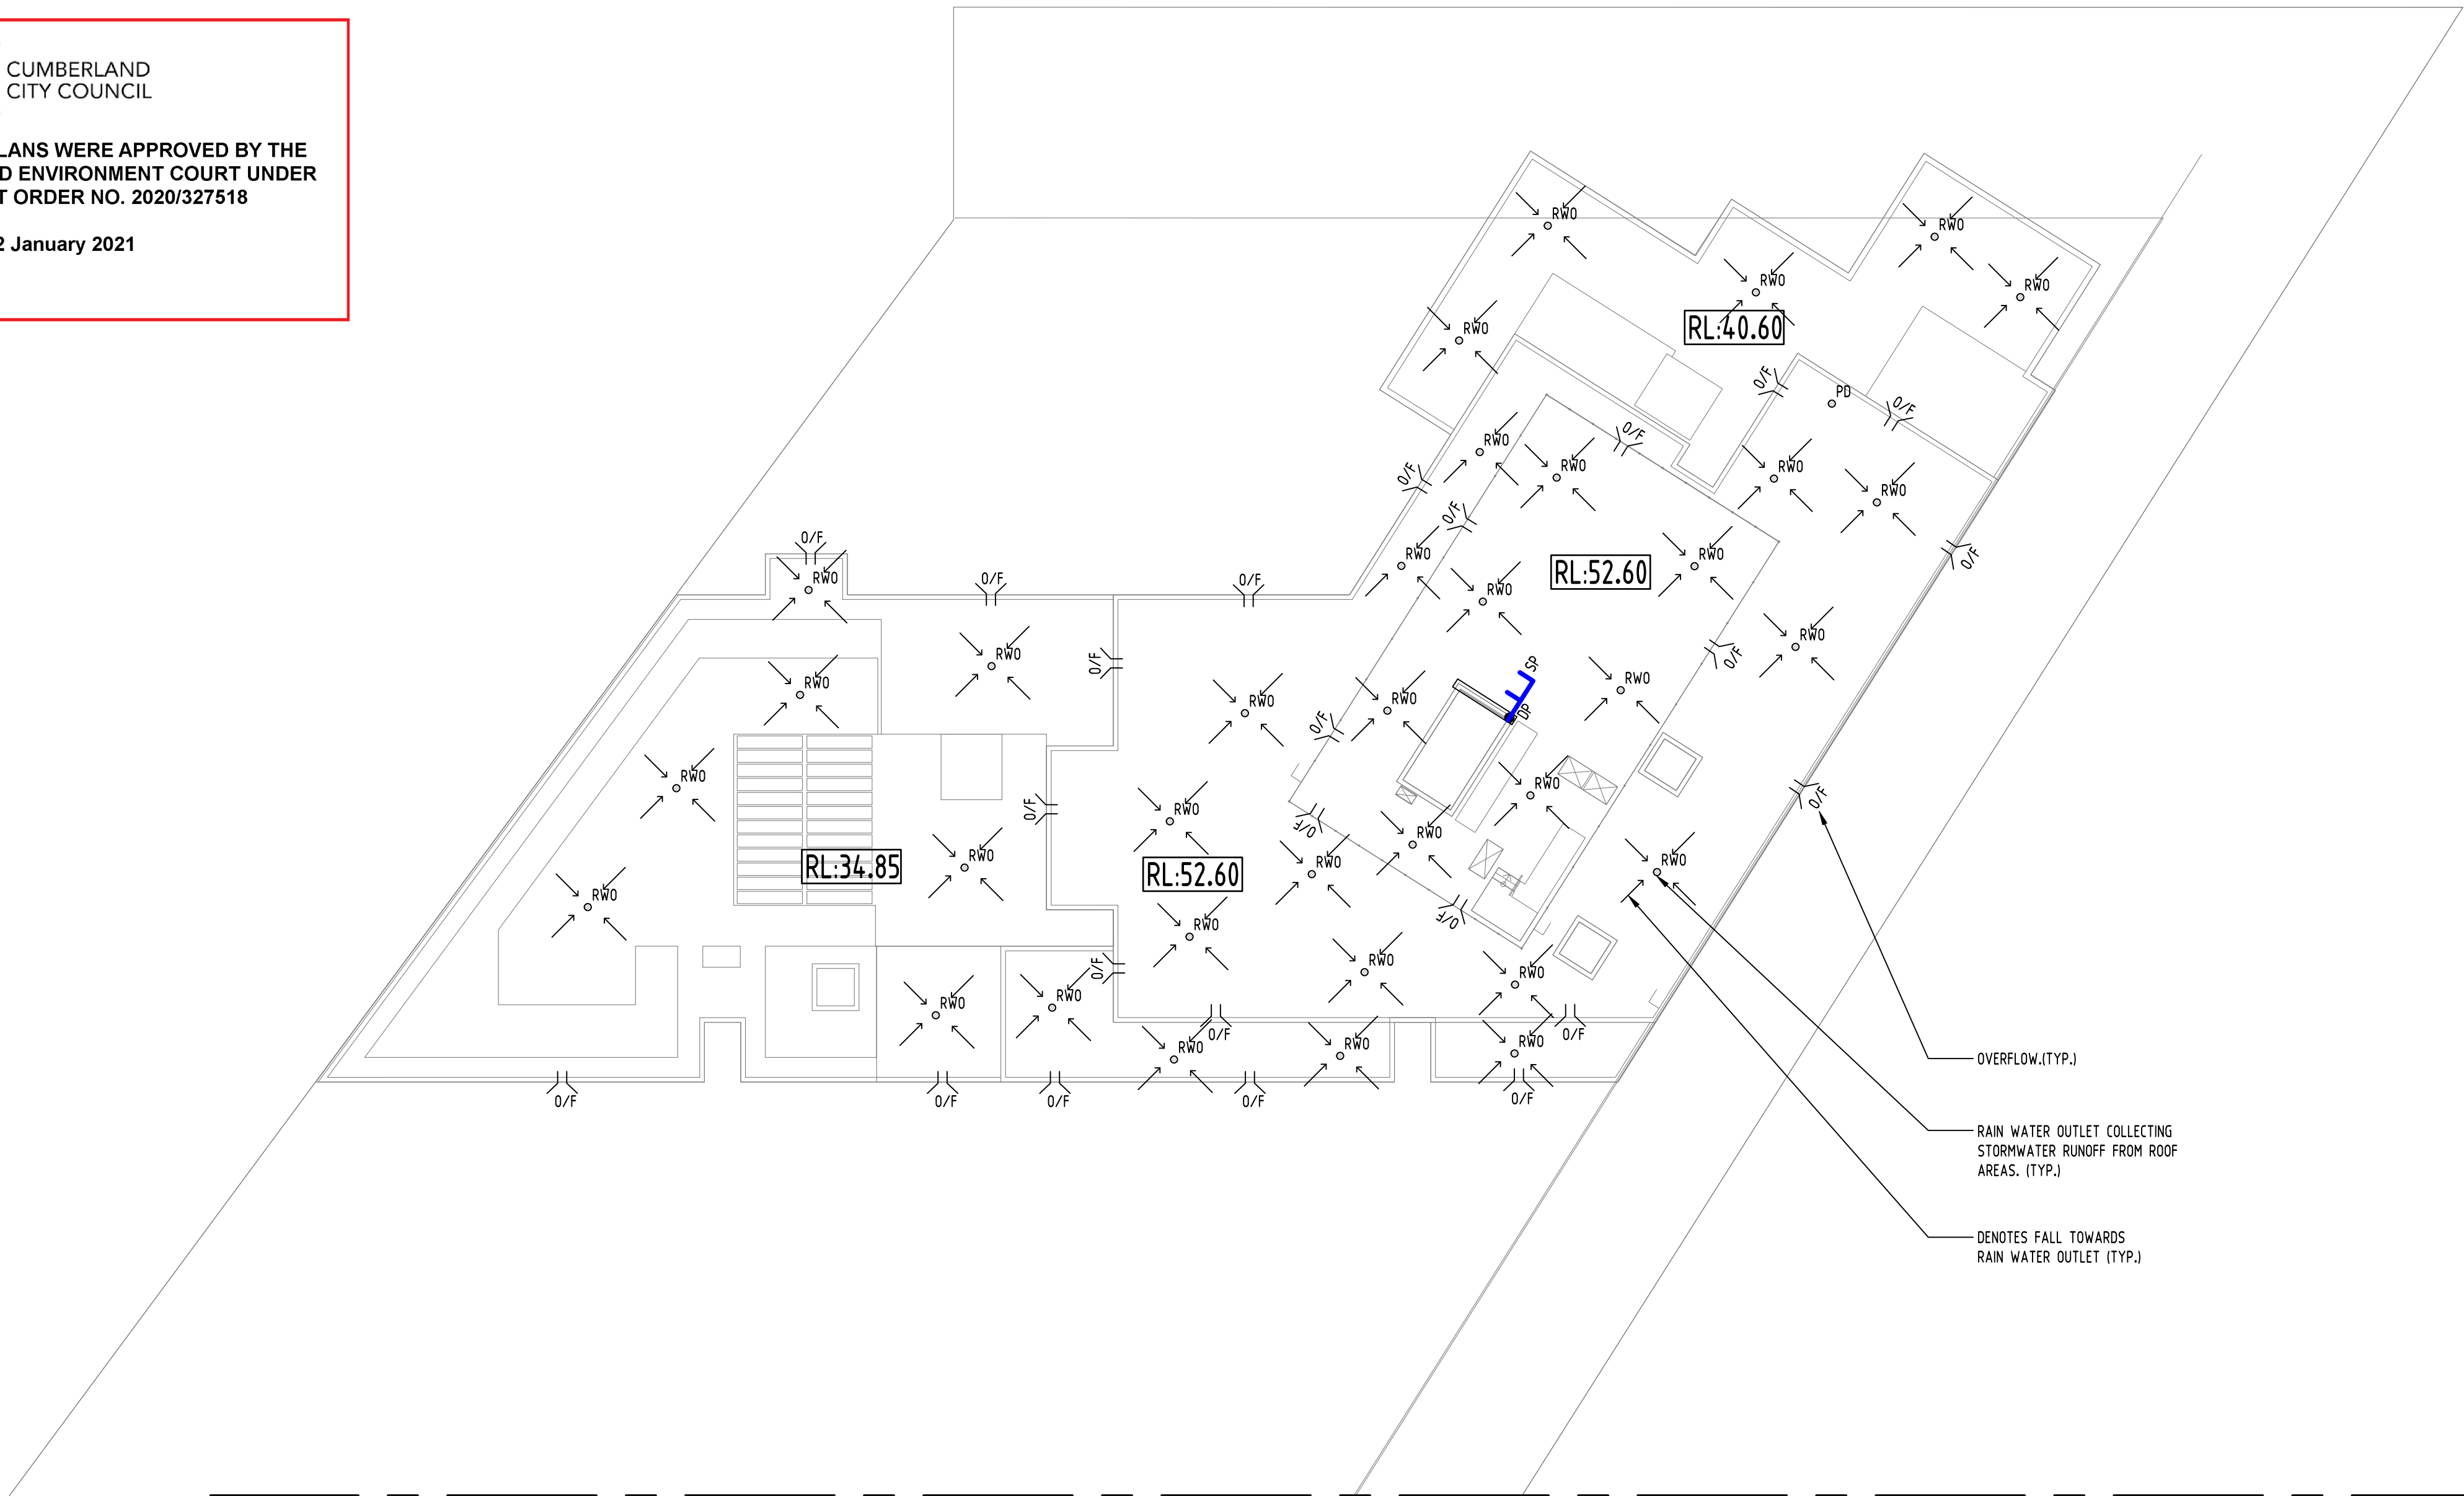 CUMBERLAND
CITY COUNCIL
LANS WERE APPROVED BY THE
D ENVIRONMENT COURT UNDER
T ORDER NO. 2020/327518
2 January 2021
RWO
RWO
RWO
RWO
RL:40.60
RWO
O/F
PD
O/F
O/F
RWO
RWO
RWO
O/F
RWO
O/F
O/F
RWO
RWO
O/F
RL:52.60
RWO
O/F
O/F
RWO
RWO
RWO
O/F
O/F
SP
RWO
RWO
RWO
RWO
DP
O/F
RWO
RWO
O/F
O/F
RWO
O/F
RWO
RWO
RWO
RWO
RL:34.85
RL:52.60
RWO
O/F
RWO
RWO
O/F
RWO
RWO
RWO
O/F
O/F
RWO
RWO
RWO
O/F
O/F
O/F
O/F
O/F
OVERFLOW.(TYP.)
RAIN WATER OUTLET COLLECTING
STORMWATER RUNOFF FROM ROOF
AREAS. (TYP.)
DENOTES FALL TOWARDS
RAIN WATER OUTLET (TYP.)